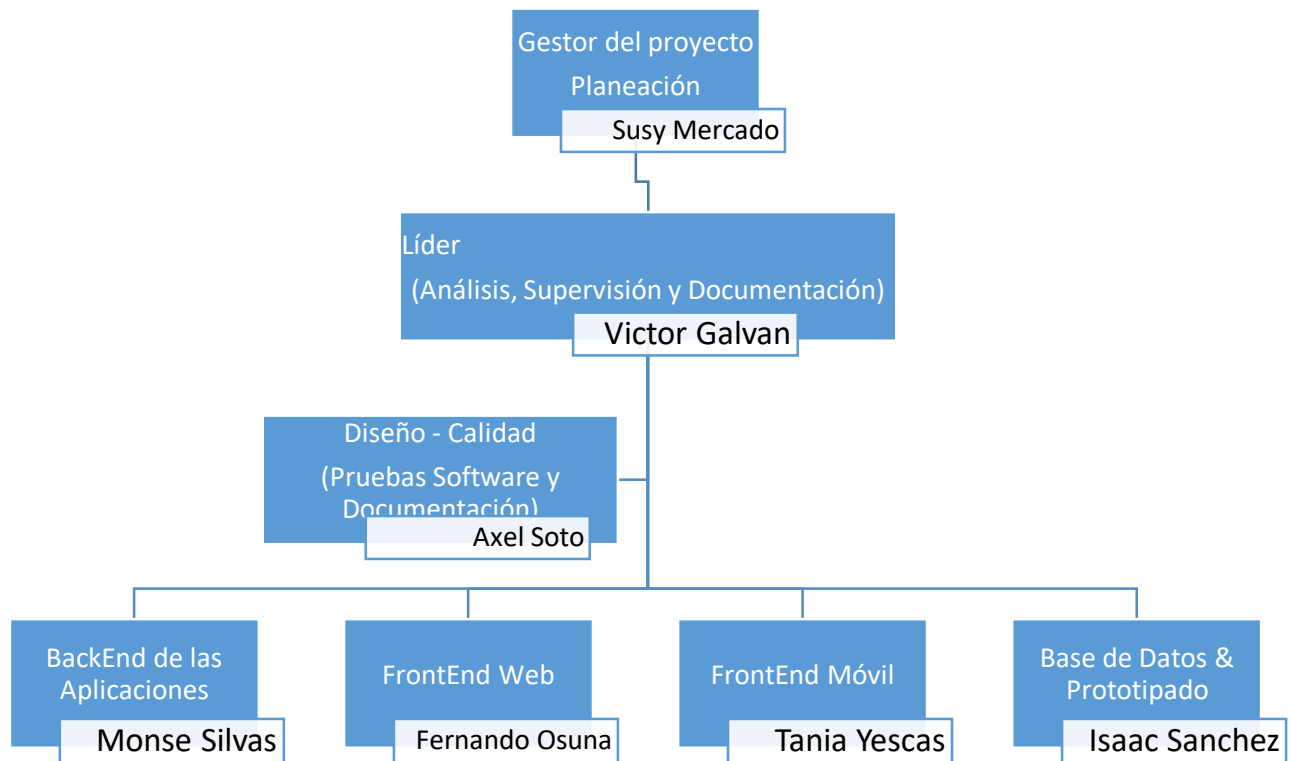 Gestor del proyecto
Planeación
Susy Mercado
Líder
(Análisis, Supervisión y Documentación)
Victor Galvan
Diseño - Calidad
(Pruebas Software y
Documentación)
Axel Soto
BackEnd de las
Aplicaciones
Monse Silvas
FrontEnd Web
Fernando Osuna
FrontEnd Móvil
Tania Yescas
Base de Datos &
Prototipado
Isaac Sanchez